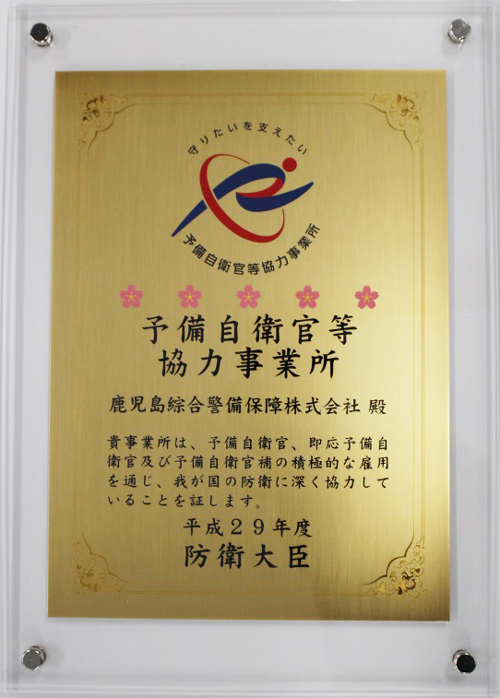 守りたいを支えたい
予備自衛官等協力事業所
予備自衛官等
協力事業所
鹿児島綜合警備保障株式会社 殿
貴事業所は、予備自衛官、即応予備自
衛官及び予備自衛官補の積極的な雇用
を通じ、我が国の防衛に深く協力して
いることを証します。
平成29年度
防衛大臣